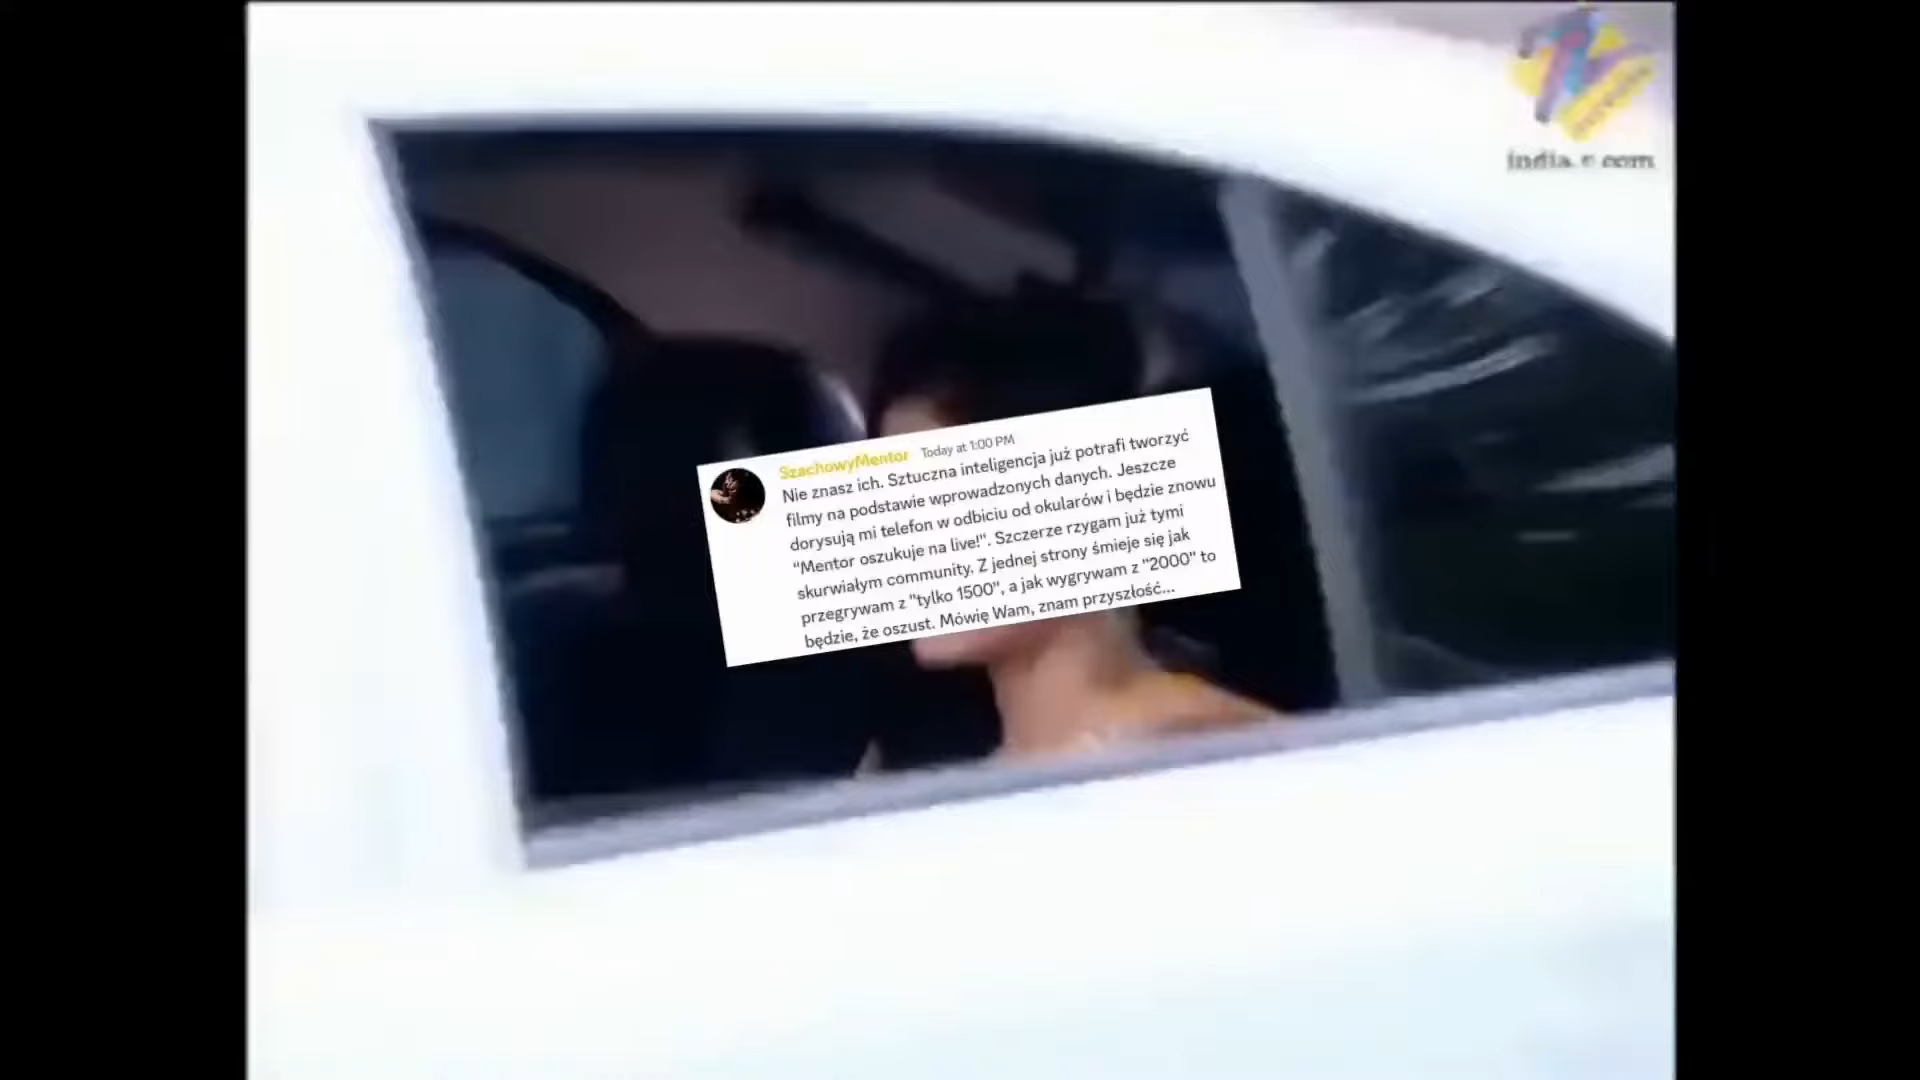 SzachowyMentor Today at 1:00 PM
Nie znasz ich. Sztuczna inteligencja już potrafi tworzyć
filmy na podstawie wprowadzonych danych. Jeszcze
dorysują mi telefon w odbiciu od okularów i będzie znowu
"Mentor oszukuje na live!". Szczerze rzygam już tymi
skurwiałym community. Z jednej strony śmieje się jak
przegrywam z "tylko 1500", a jak wygrywam z "2000" to
będzie, że oszust. Mówię Wam, znam przyszłość...